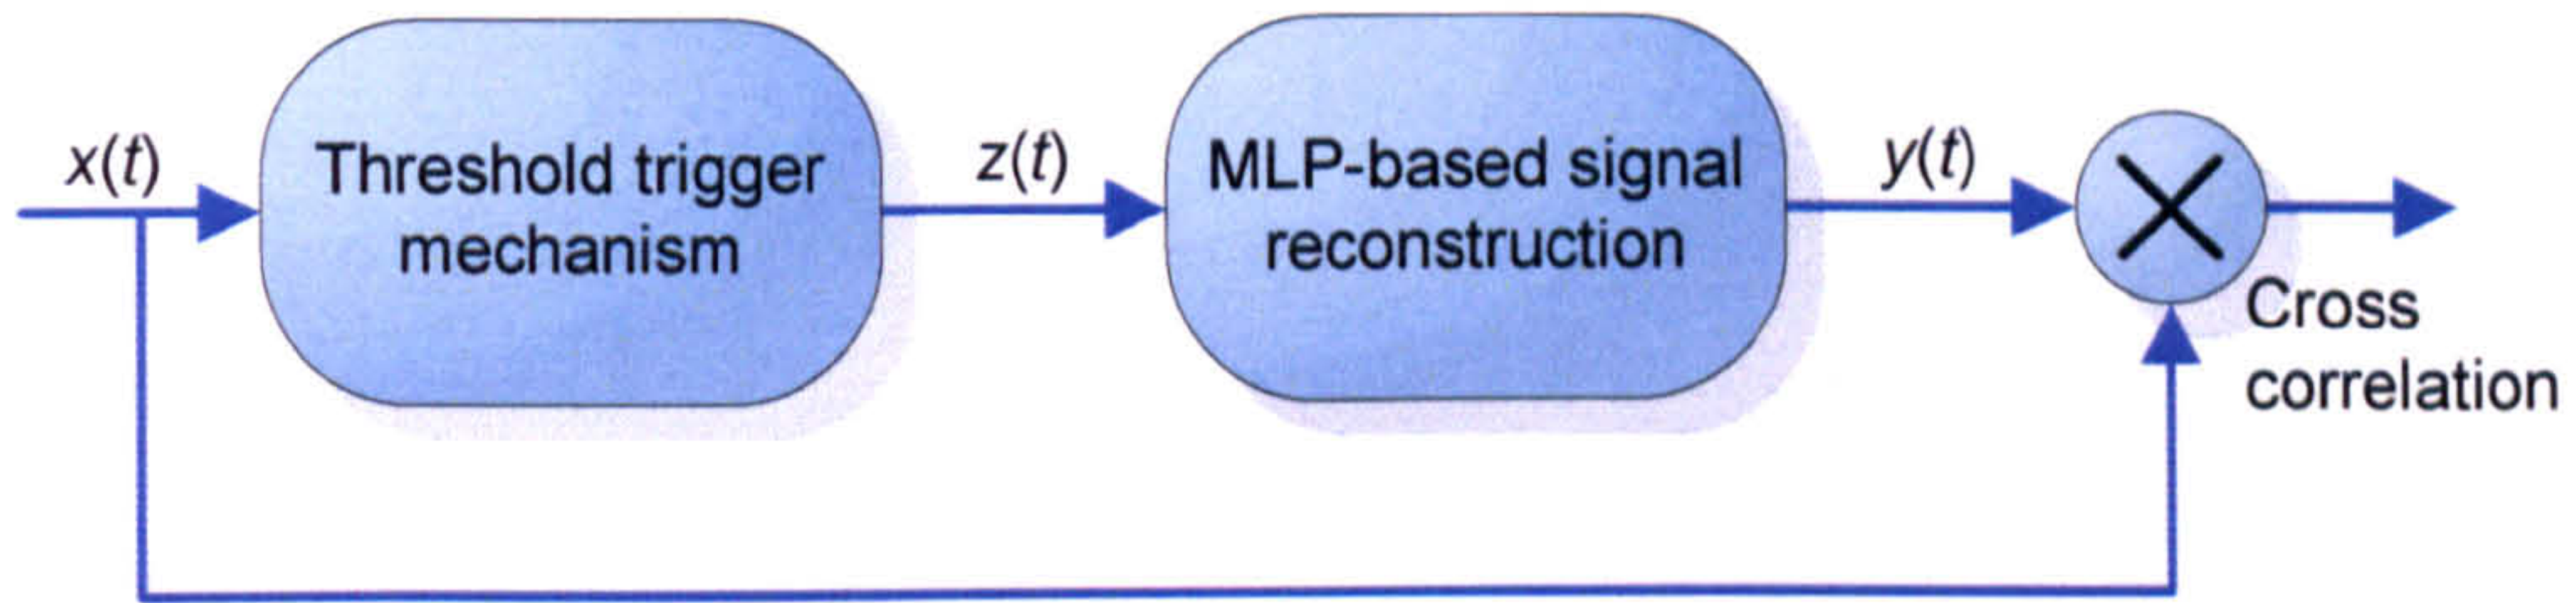 x(t)
Threshold trigger
mechanism
z(t)
MLP-based signal
reconstruction
y(t)
Cross
correlation